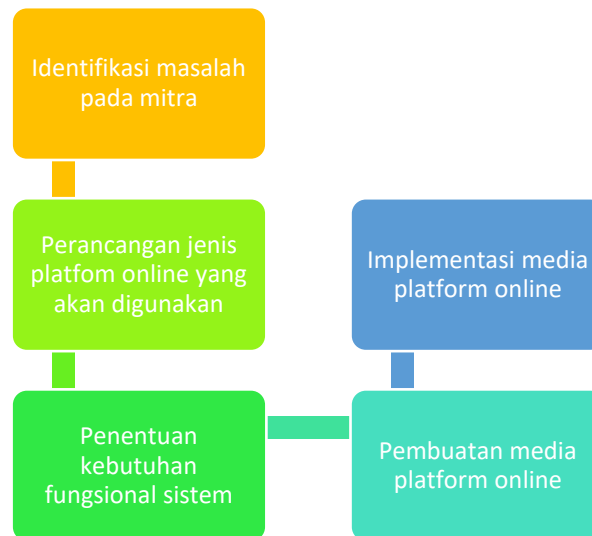 Identifikasi masalah
pada mitra
Perancangan jenis
platfom online yang
akan digunakan
Penentuan
kebutuhan
fungsional sistem
Pembuatan media
platform online
Implementasi media
platform online